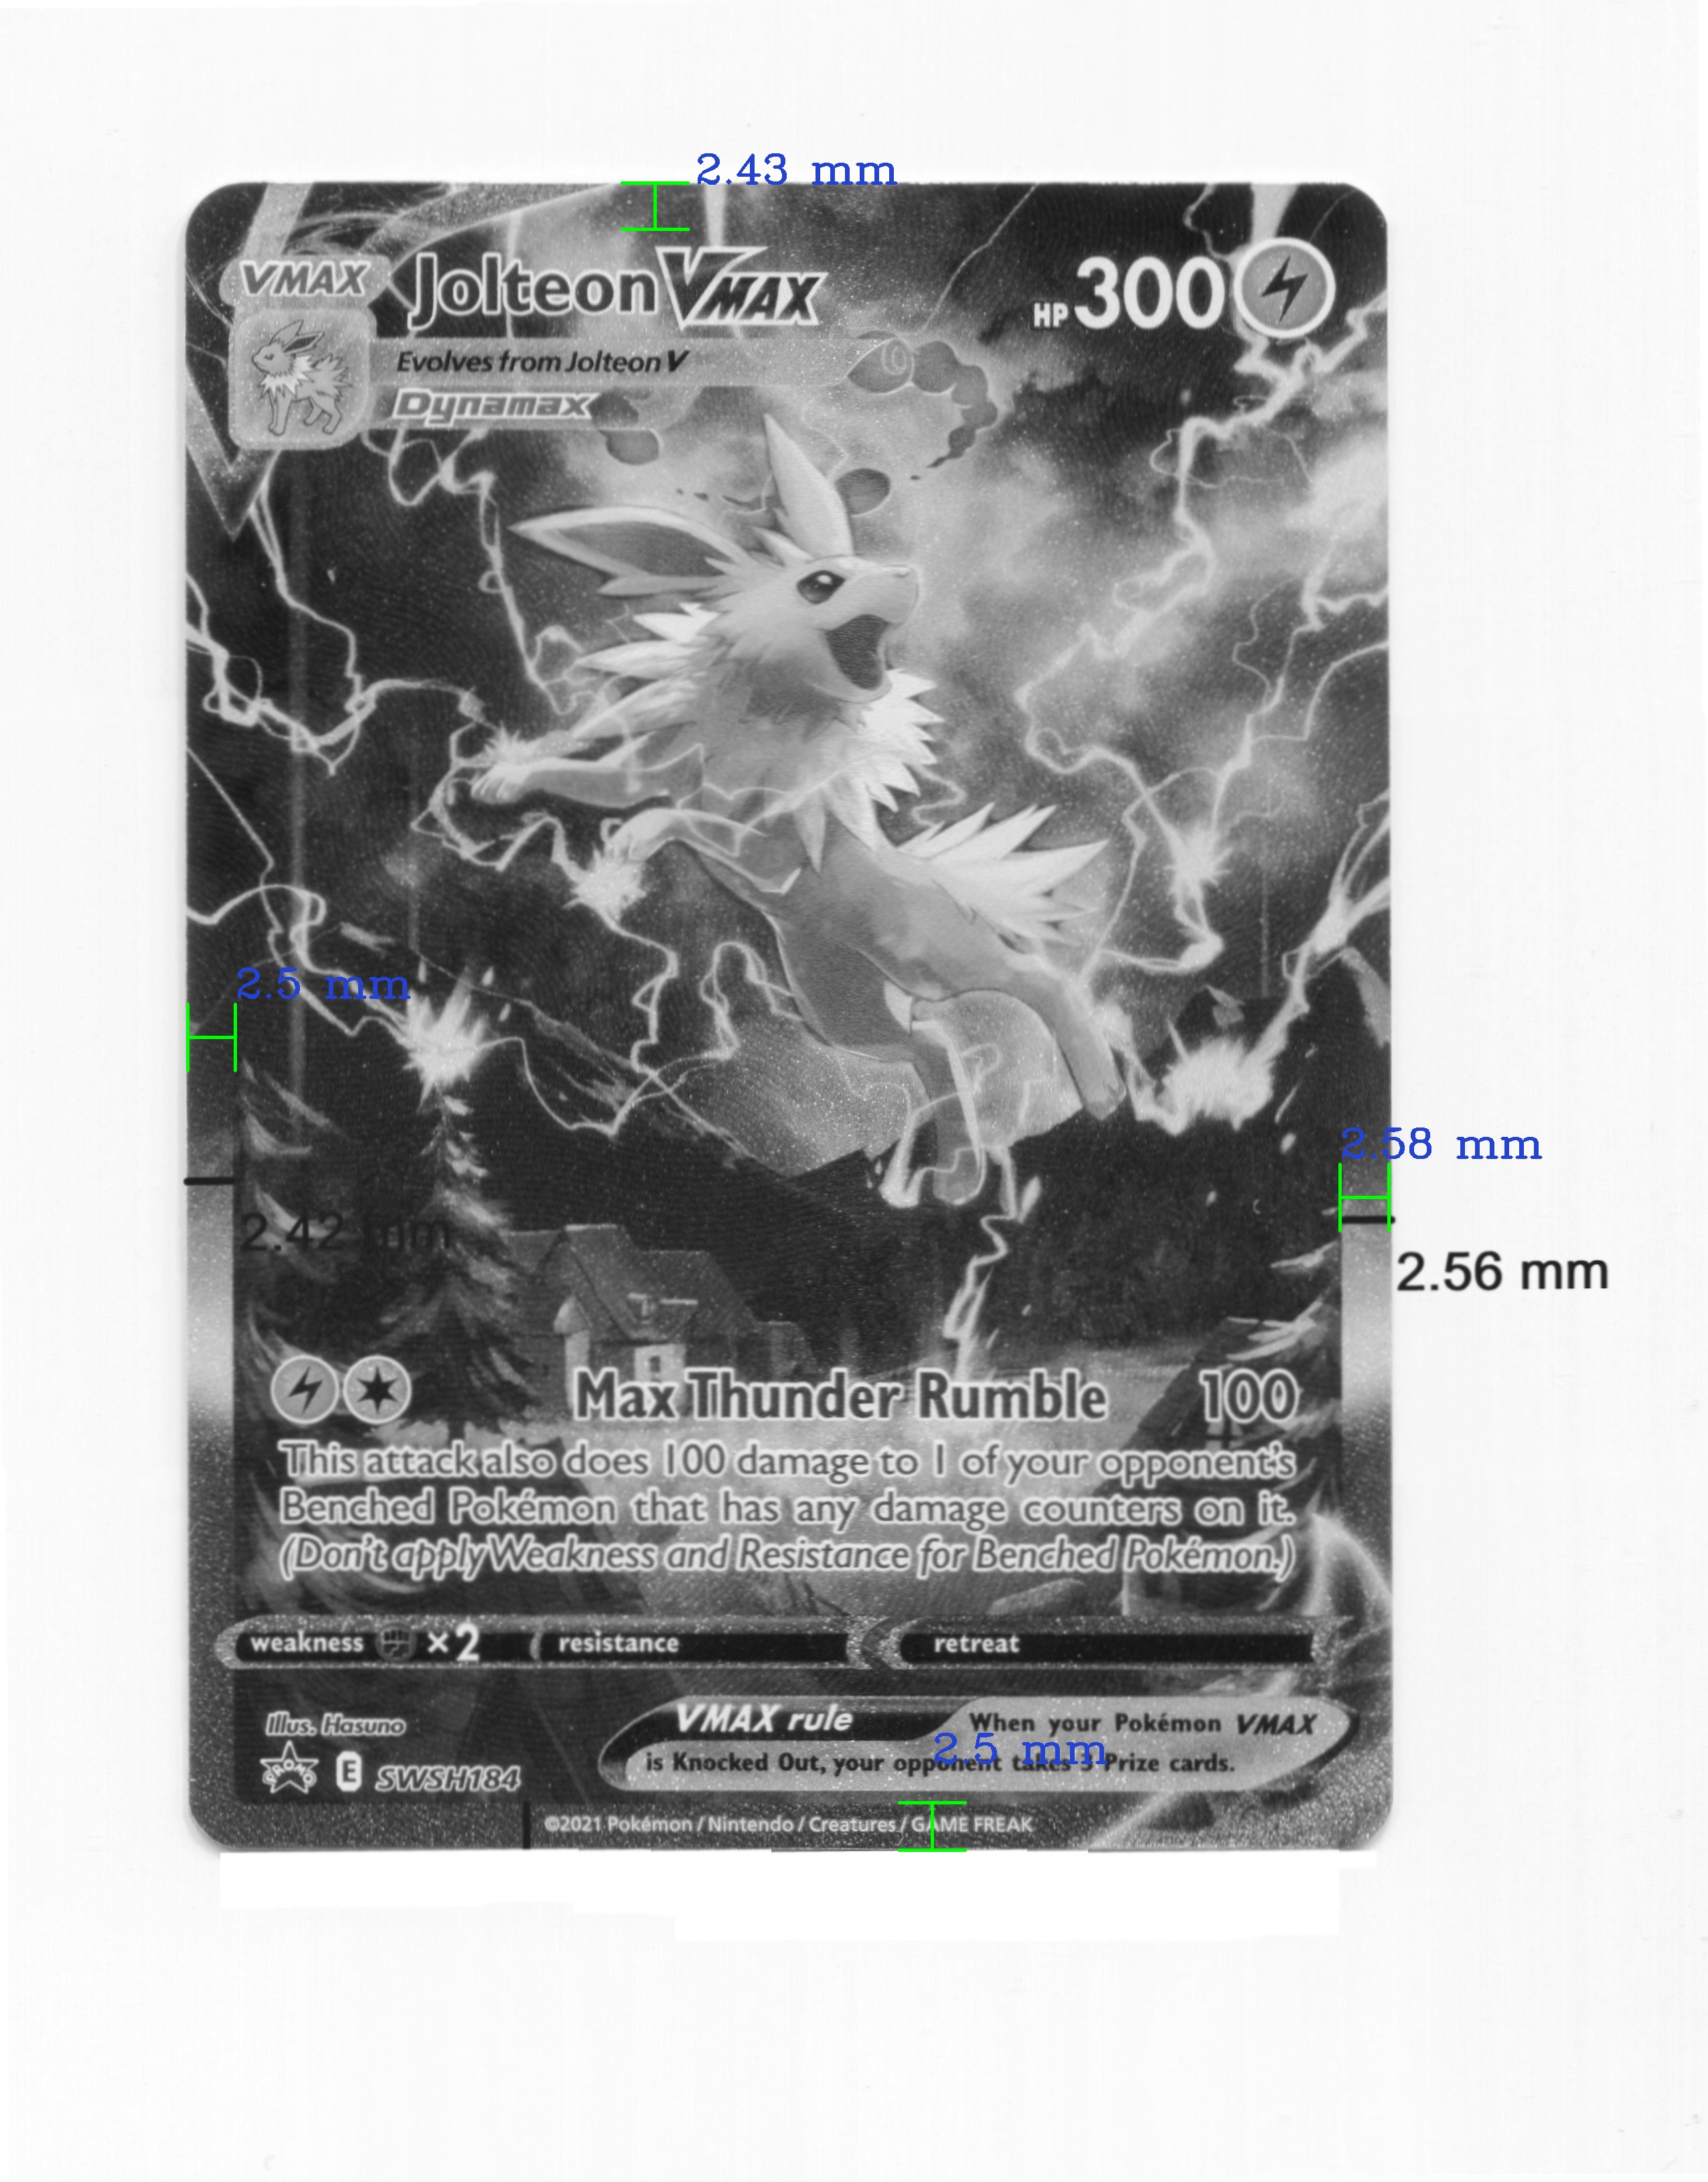 2.43 mm
VMAX
Jolteon VMAX
HP 300
Evolves from Jolteon V
Dynamax
2.5 mm
2.58 mm
2.42 mm
2.56 mm
Max Thunder Rumble 100
This attack also does 100 damage to 1 of your opponent's
Benched Pokémon that has any damage counters on it.
(Don't apply Weakness and Resistance for Benched Pokémon.)
weakness ×2 resistance retreat
VMAX rule When your Pokémon VMAX
is Knocked Out, your opponent takes 3 Prize cards.
2.5 mm
Illus. Hasuno
PROMO E SWSH184
©2021 Pokémon / Nintendo / Creatures / GAME FREAK